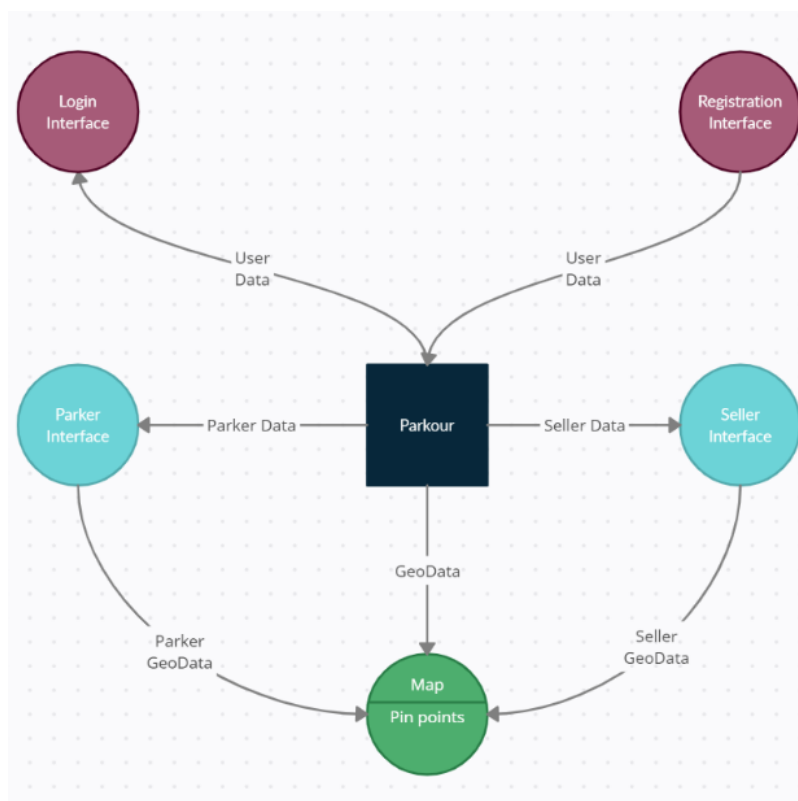 Login
Interface
Registration
Interface
User
Data
User
Data
Parker
Interface
Parker Data
Parkour
Seller Data
Seller
Interface
GeoData
Parker
GeoData
Seller
GeoData
Map
Pin points